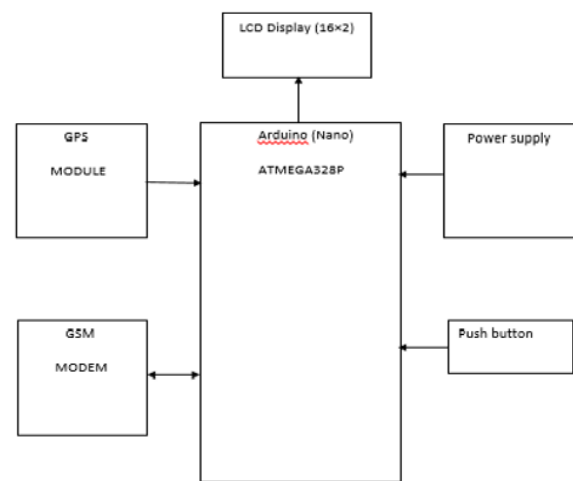 LCD Display (16×2)
GPS
MODULE
Arduino (Nano)
ATMEGA328P
Power supply
GSM
MODEM
Push button